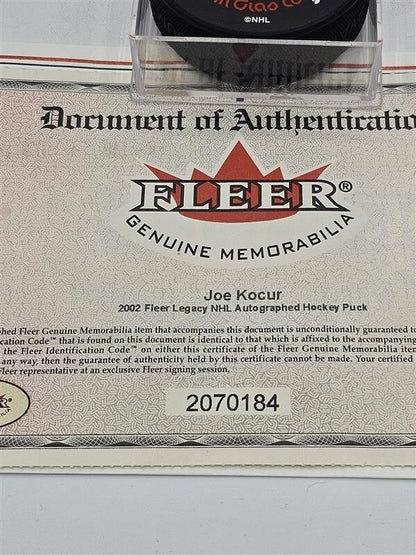 ©NHL
Document of Authenticatio
FLEER®
GENUINE MEMORABILIA
Joe Kocur
2002 Fleer Legacy NHL Autographed Hockey Puck
phed Fleer Genuine Memorabilia item that accompanies this document is unconditionally guaranteed to
cation Code™ that is found on this document is identical to that which is affixed to the accompanying
the Fleer Identification Code™ on either this certificate of the Fleer Genuine Memorabilia item
any way, then the guarantee of authenticity held by this certificate cannot be made. Your certified
Fleer representative at an exclusive Fleer signing session.
2070184